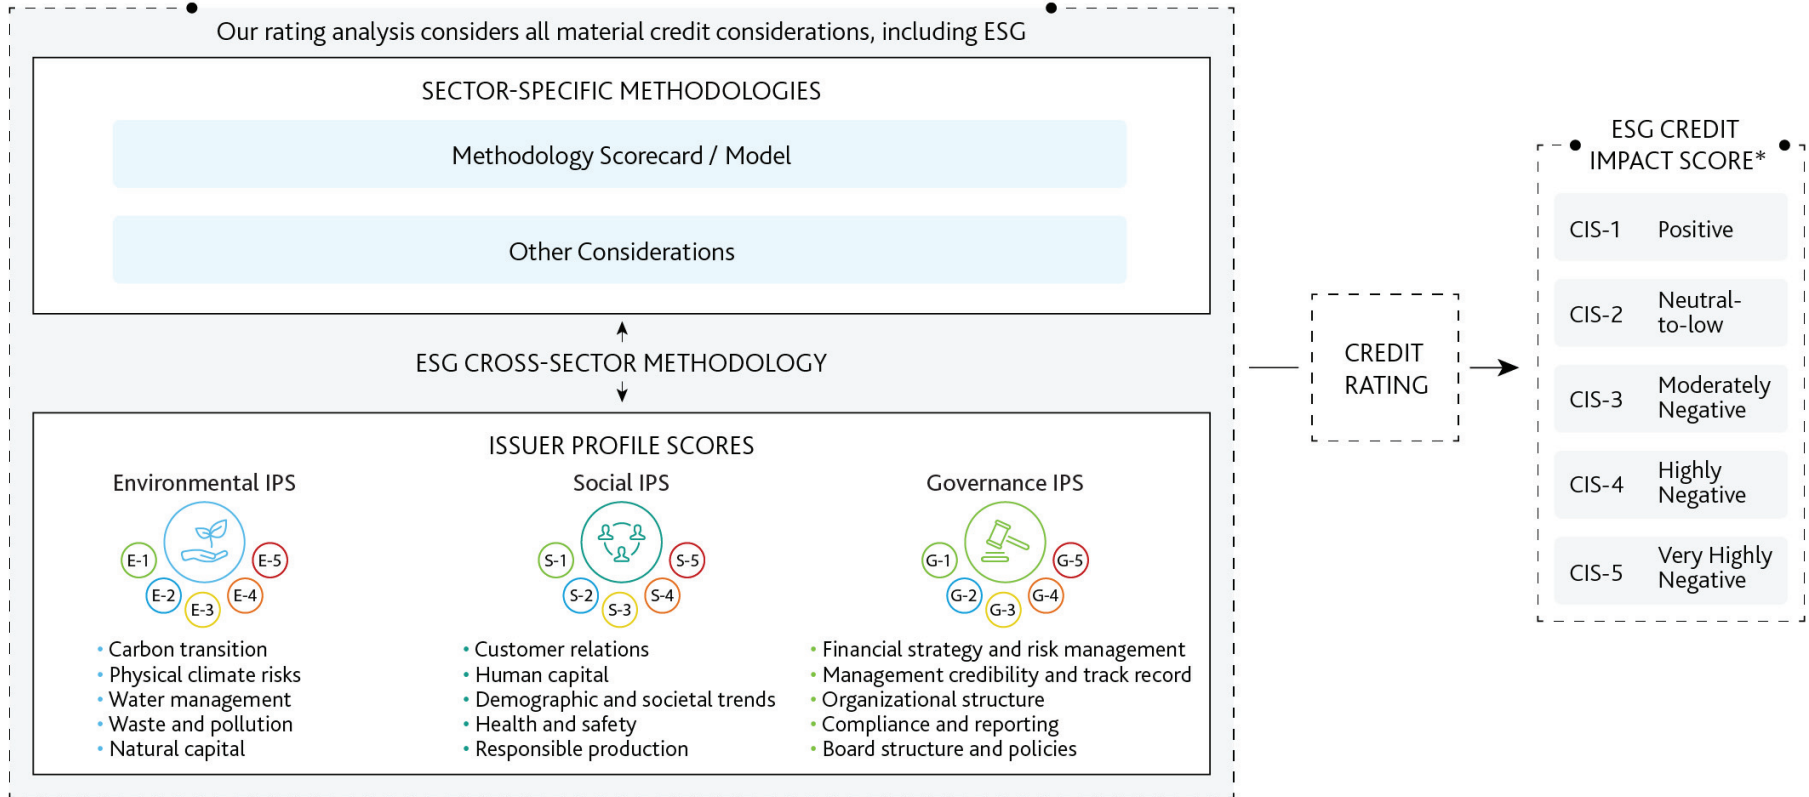 Our rating analysis considers all material credit considerations, including ESG
SECTOR-SPECIFIC METHODOLOGIES
Methodology Scorecard / Model
Other Considerations
ESG CROSS-SECTOR METHODOLOGY
ISSUER PROFILE SCORES
Environmental IPS
E-1
E-2
E-3
E-4
E-5
• Carbon transition
• Physical climate risks
• Water management
• Waste and pollution
• Natural capital
Social IPS
S-1
S-2
S-3
S-4
S-5
• Customer relations
• Human capital
• Demographic and societal trends
• Health and safety
• Responsible production
Governance IPS
G-1
G-2
G-3
G-4
G-5
• Financial strategy and risk management
• Management credibility and track record
• Organizational structure
• Compliance and reporting
• Board structure and policies
CREDIT
RATING
ESG CREDIT
IMPACT SCORE*
CIS-1 Positive
CIS-2 Neutral-
to-low
CIS-3 Moderately
Negative
CIS-4 Highly
Negative
CIS-5 Very Highly
Negative